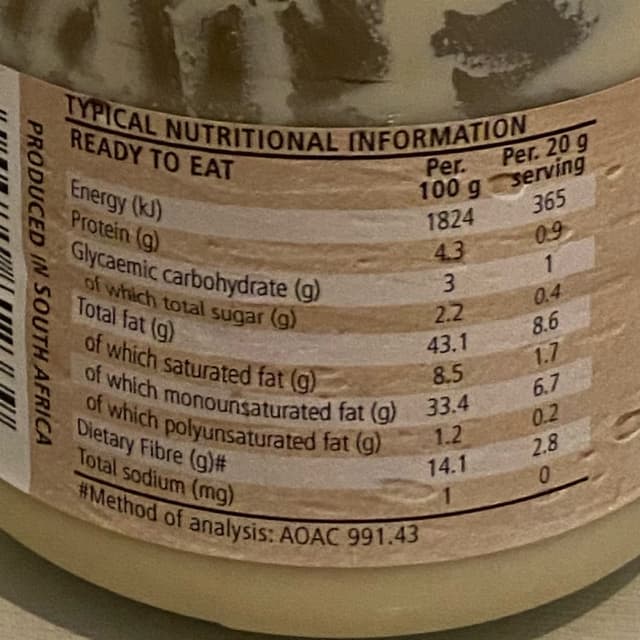 TYPICAL NUTRITIONAL INFORMATION
READY TO EAT Per. 100 g Per. 20 g serving
Energy (kJ) 1824 365
Protein (g) 4.3 0.9
Glycaemic carbohydrate (g) 3 1
of which total sugar (g) 2.2 0.4
Total fat (g) 43.1 8.6
of which saturated fat (g) 8.5 1.7
of which monounsaturated fat (g) 33.4 6.7
of which polyunsaturated fat (g) 1.2 0.2
Dietary Fibre (g)# 14.1 2.8
Total sodium (mg) 1 0
#Method of analysis: AOAC 991.43
PRODUCED IN SOUTH AFRICA